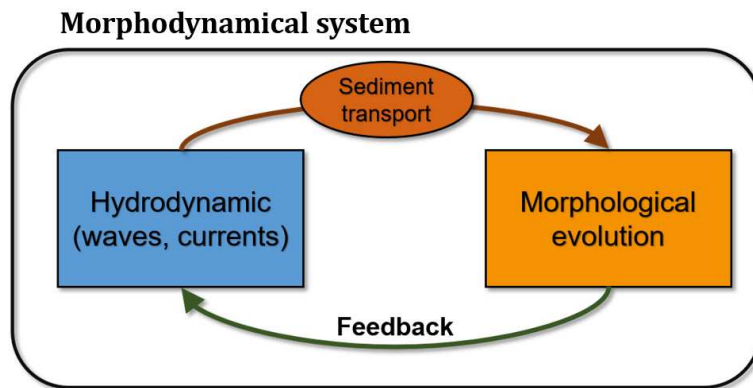 Morphodynamical system
Sediment
transport
Hydrodynamic
(waves, currents)
Morphological
evolution
Feedback